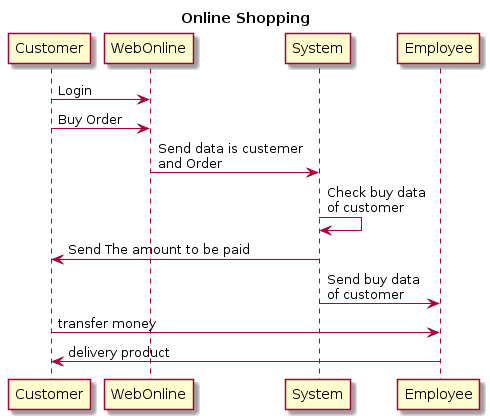 Online Shopping
Customer WebOnline System Employee
Login
Buy Order
Send data is custemer
and Order
Check buy data
of customer
Send The amount to be paid
Send buy data
of customer
transfer money
delivery product
Customer WebOnline System Employee